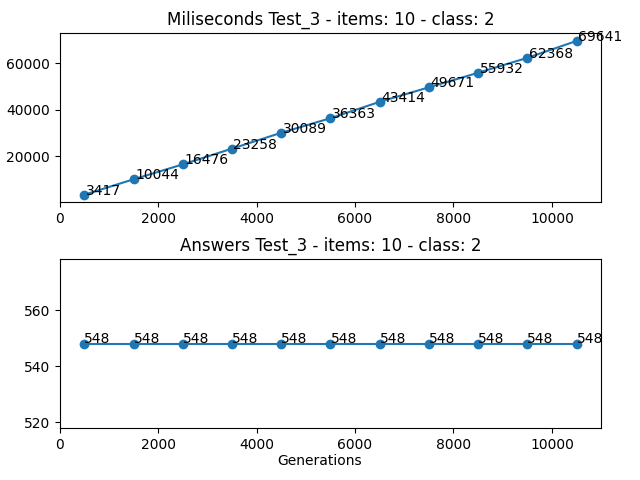 Miliseconds Test_3 - items: 10 - class: 2
60000
40000
20000
3417
10044
16476
23258
30089
36363
43414
49671
55932
62368
69641
0 2000 4000 6000 8000 10000
Answers Test_3 - items: 10 - class: 2
560
540
520
548 548 548 548 548 548 548 548 548 548 548
0 2000 4000 6000 8000 10000
Generations